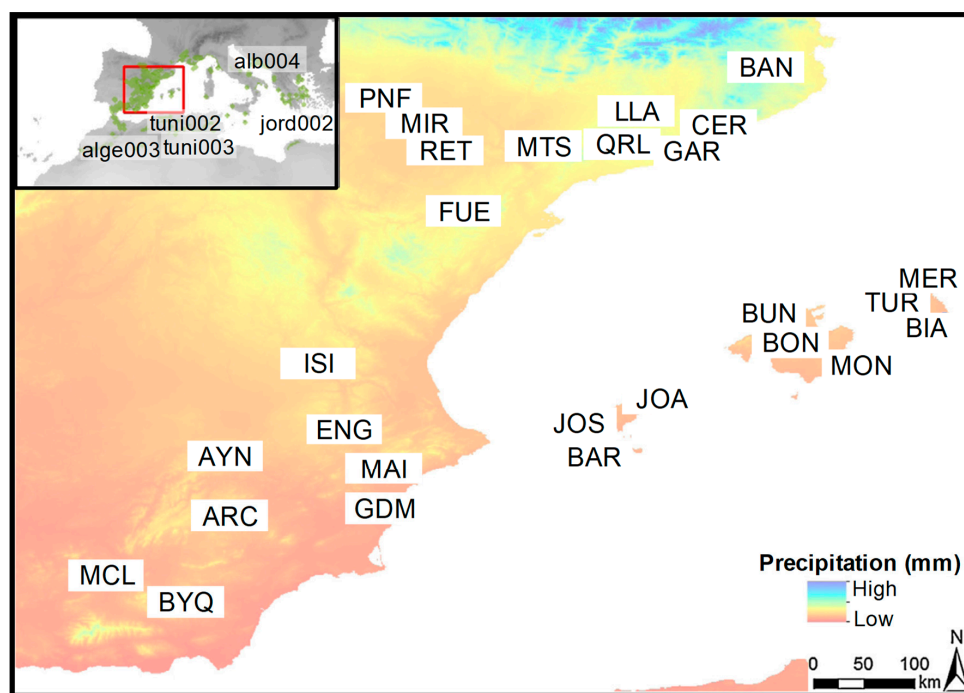 alb004
tuni002
jord002
alge003
tuni003
BAN
PNF
LLA
MIR
CER
RET
MTS
QRL
GAR
FUE
MER
TUR
BUN
BIA
BON
MON
ISI
JOA
JOS
ENG
BAR
AYN
MAI
ARC
GDM
MCL
BYQ
Precipitation (mm)
High
Low
N
0 50 100
km